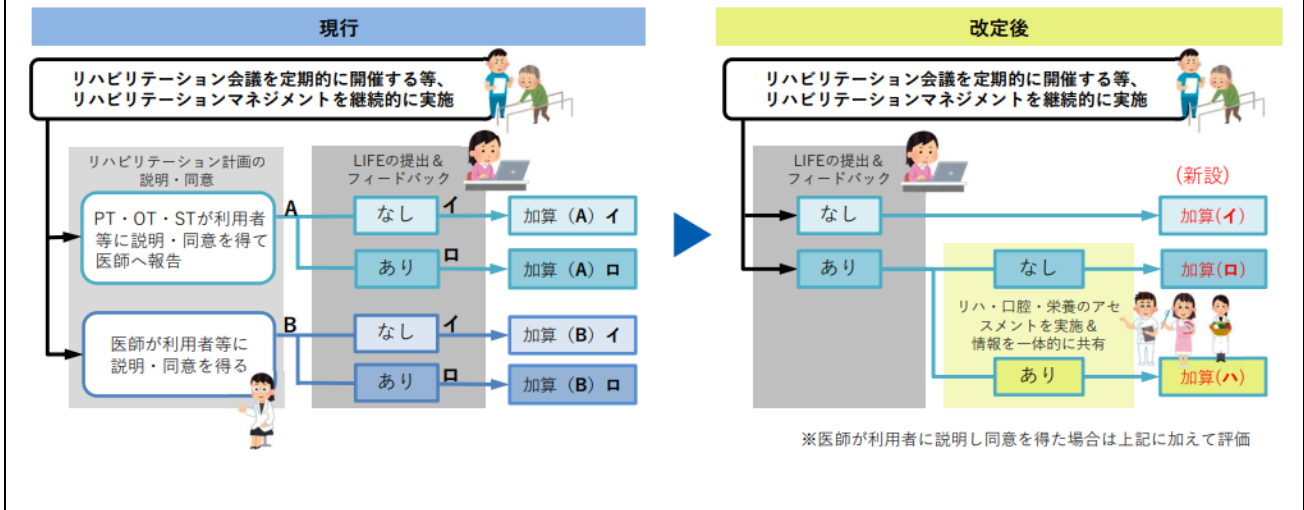 現行
リハビリテーション会議を定期的に開催する等、
リハビリテーションマネジメントを継続的に実施
リハビリテーション計画の
説明・同意
LIFEの提出＆
フィードバック
PT・OT・STが利用者
等に説明・同意を得て
医師へ報告
A
なし
イ
加算（A）イ
あり
ロ
加算（A）ロ
医師が利用者等に
説明・同意を得る
B
なし
イ
加算（B）イ
あり
ロ
加算（B）ロ
改定後
リハビリテーション会議を定期的に開催する等、
リハビリテーションマネジメントを継続的に実施
LIFEの提出＆
フィードバック
(新設)
なし
加算(イ)
あり
なし
加算(ロ)
リハ・口腔・栄養のアセ
スメントを実施＆
情報を一体的に共有
あり
加算(ハ)
※医師が利用者に説明し同意を得た場合は上記に加えて評価